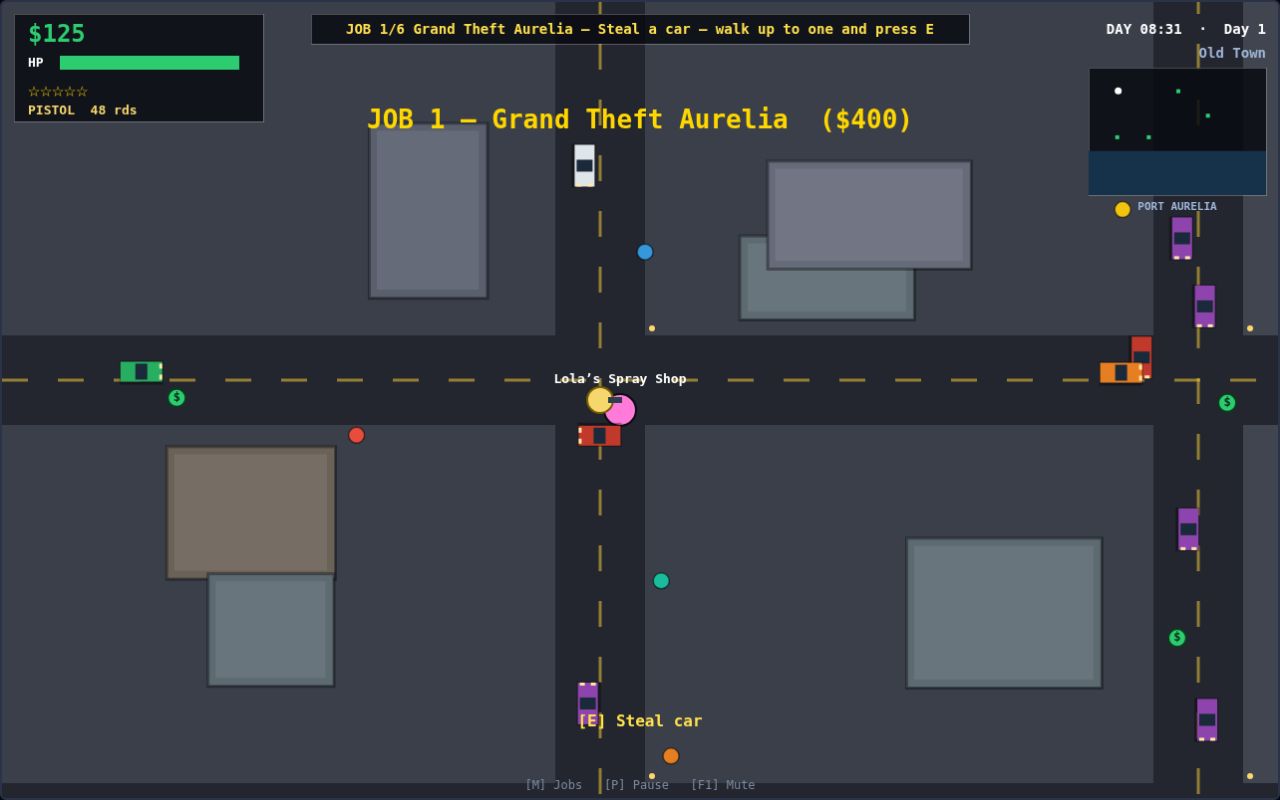 $125
HP
☆☆☆☆☆
PISTOL 48 rds
JOB 1/6 Grand Theft Aurelia — Steal a car — walk up to one and press E
DAY 08:31 · Day 1
Old Town
JOB 1 — Grand Theft Aurelia ($400)
PORT AURELIA
Lola's Spray Shop
$
$
$
[E] Steal car
[M] Jobs [P] Pause [F1] Mute